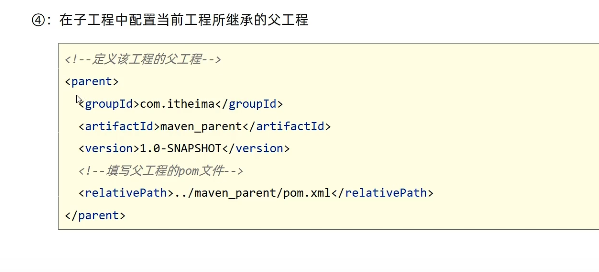 ④：在子工程中配置当前工程所继承的父工程
<!--定义该工程的父工程-->
<parent>
<groupId>com.itheima</groupId>
<artifactId>maven_parent</artifactId>
<version>1.0-SNAPSHOT</version>
<!--填写父工程的pom文件-->
<relativePath>../maven_parent/pom.xml</relativePath>
</parent>